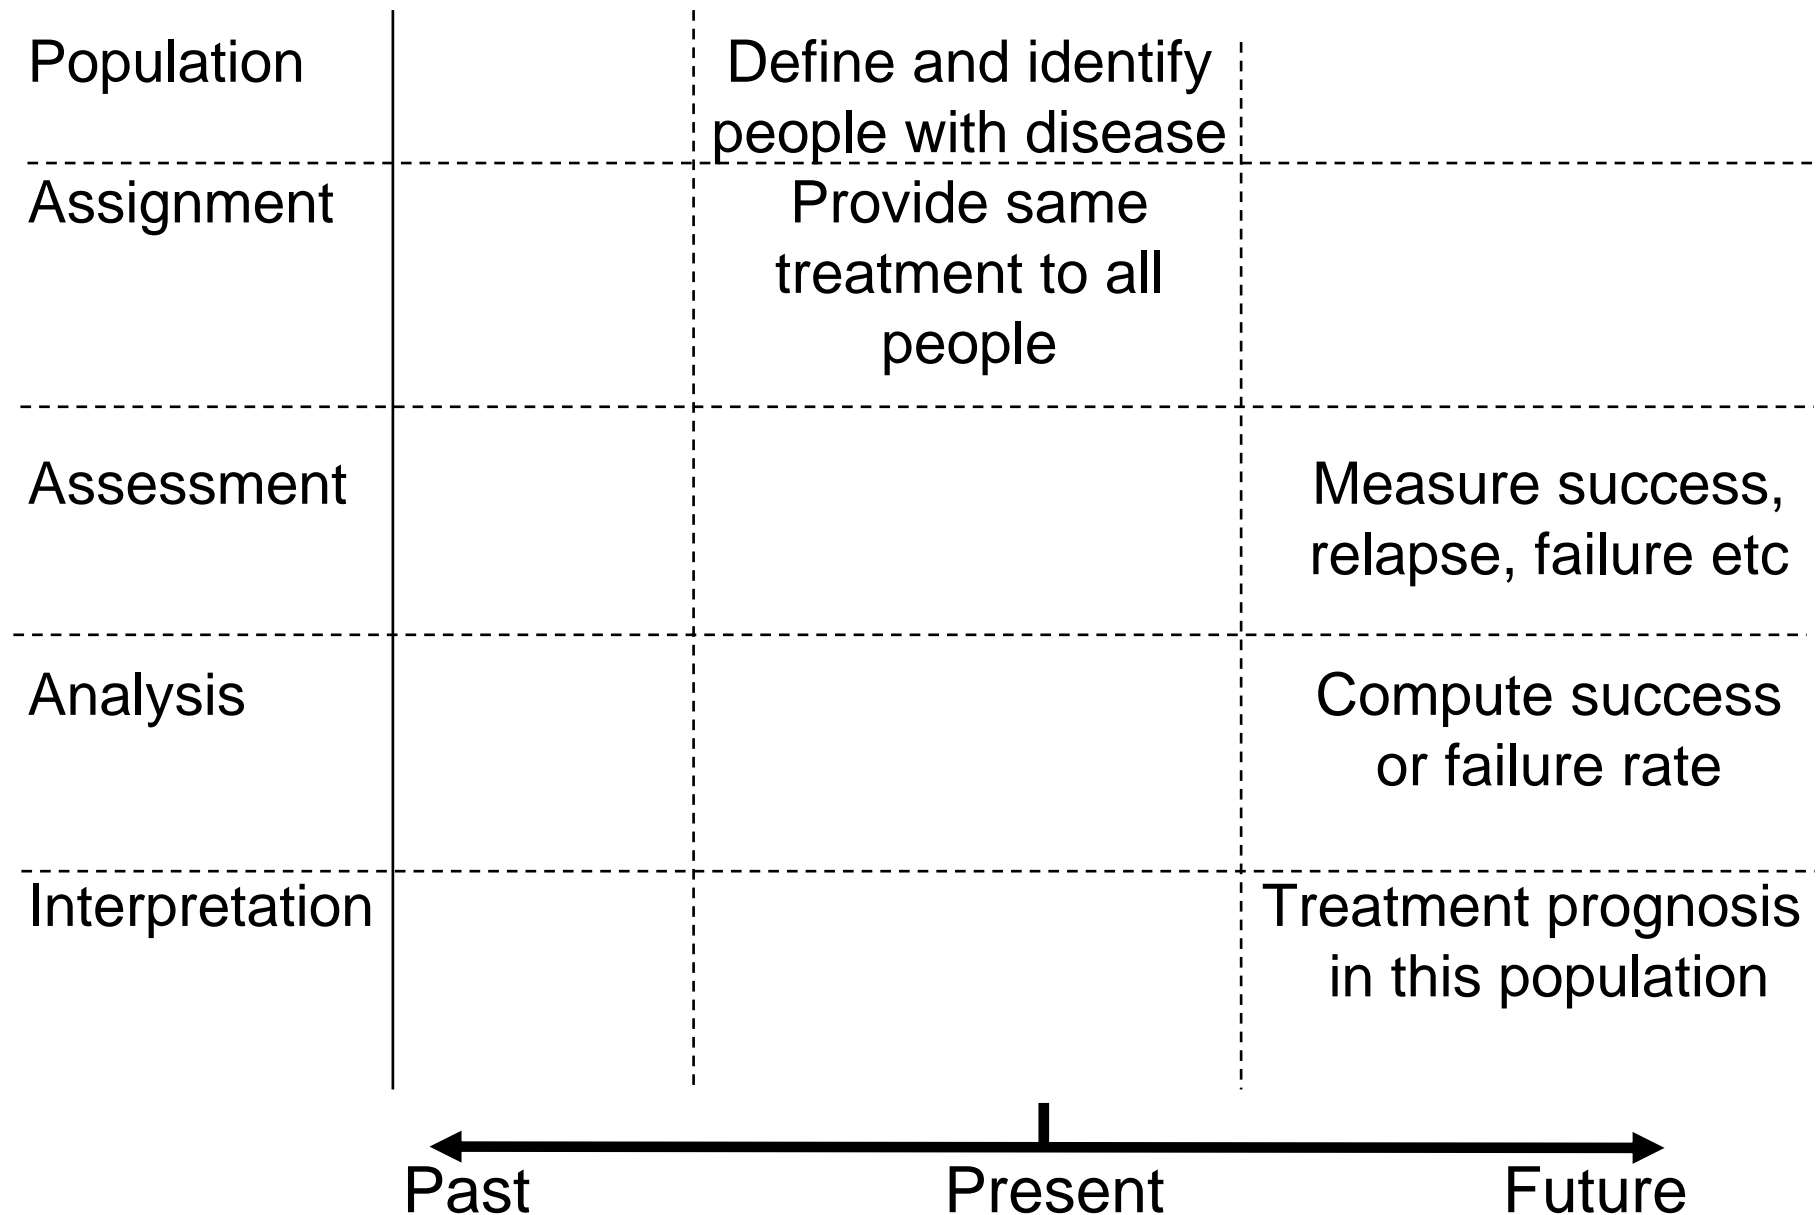 Population
Define and identify
people with disease
Assignment
Provide same
treatment to all
people
Assessment
Measure success,
relapse, failure etc
Analysis
Compute success
or failure rate
Interpretation
Treatment prognosis
in this population
Past
Present
Future